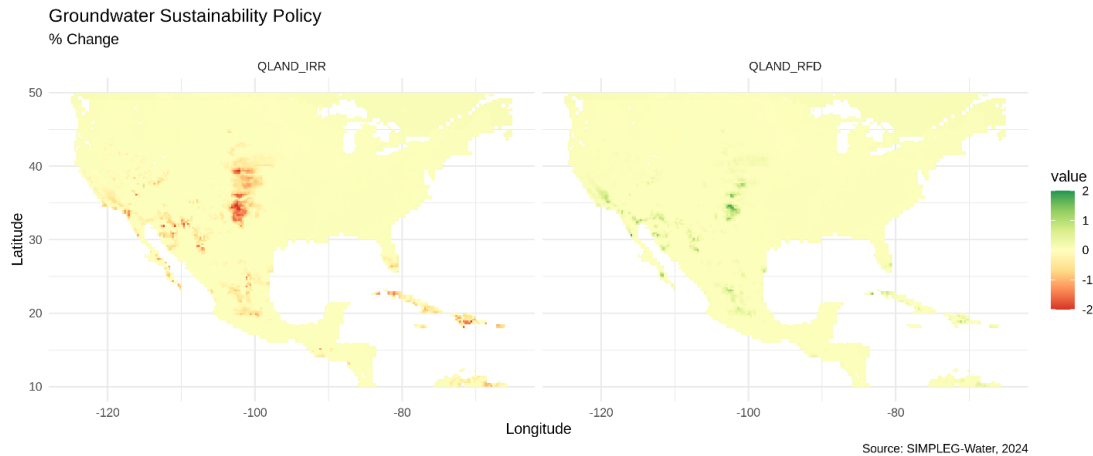 Groundwater Sustainability Policy
% Change
QLAND_IRR
QLAND_RFD
50
40
30
20
10
Latitude
-120
-100
-80
-120
-100
-80
Longitude
value
2
1
0
-1
-2
Source: SIMPLEG-Water, 2024